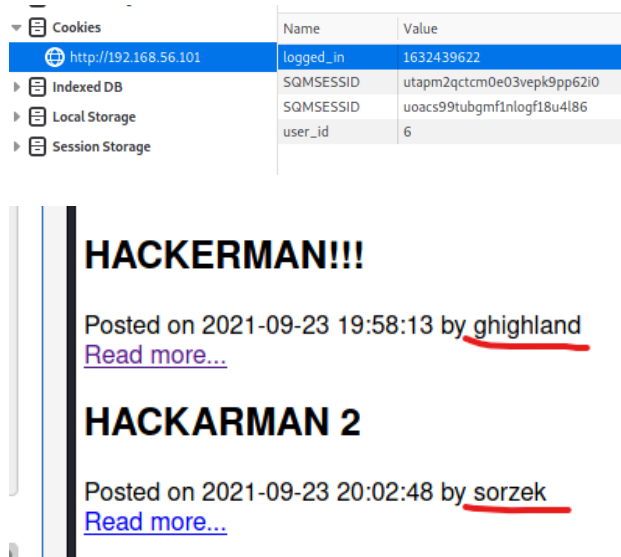 Cookies
Name Value
http://192.168.56.101 logged_in 1632439622
Indexed DB SQMSESSID utapm2qctcm0e03vepk9pp62i0
Local Storage SQMSESSID uoacs99tubgmf1nlogf18u4l86
Session Storage user_id 6
HACKERMAN!!!
Posted on 2021-09-23 19:58:13 by ghighland
Read more...
HACKARMAN 2
Posted on 2021-09-23 20:02:48 by sorzek
Read more...